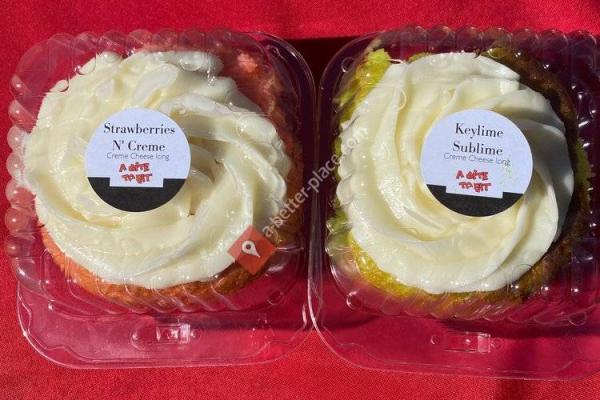 Strawberries
N' Creme
Creme Cheese Icing
A BITE
TO EAT
Keylime
Sublime
Creme Cheese Icing
A BITE
TO EAT
a-better-place.com